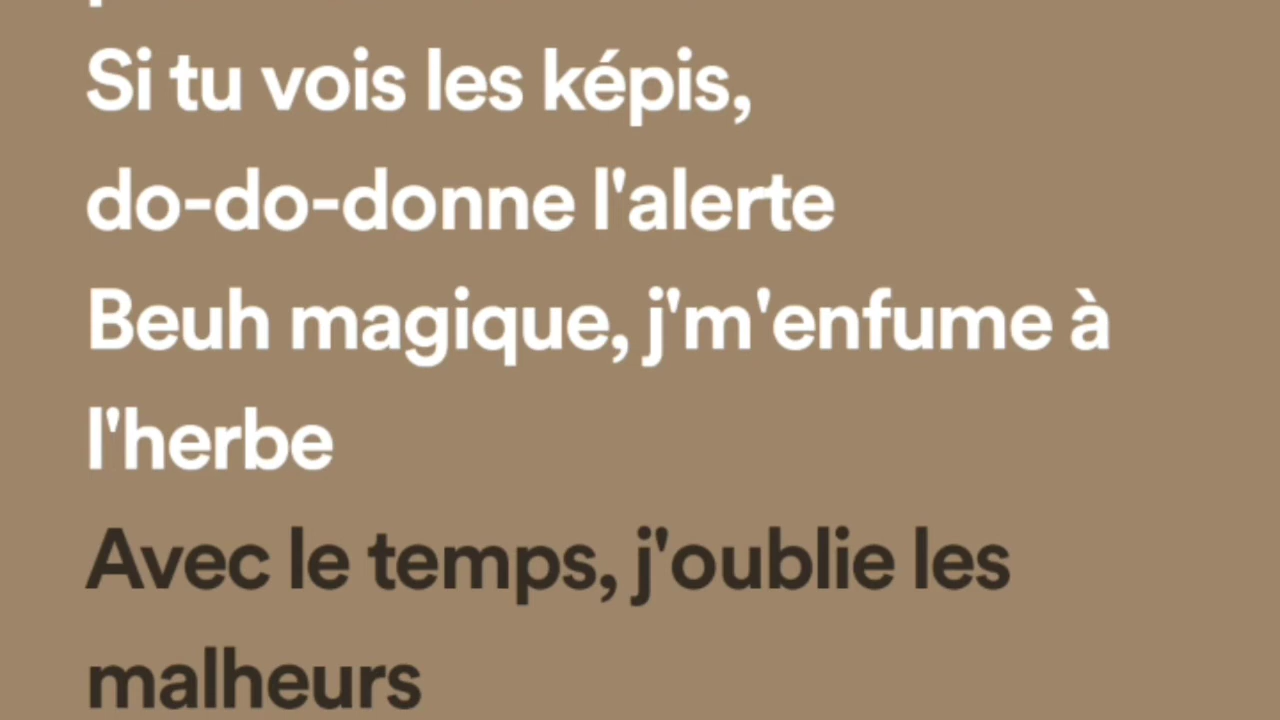 Si tu vois les képis,
do-do-donne l'alerte
Beuh magique, j'm'enfume à
l'herbe
Avec le temps, j'oublie les
malheurs